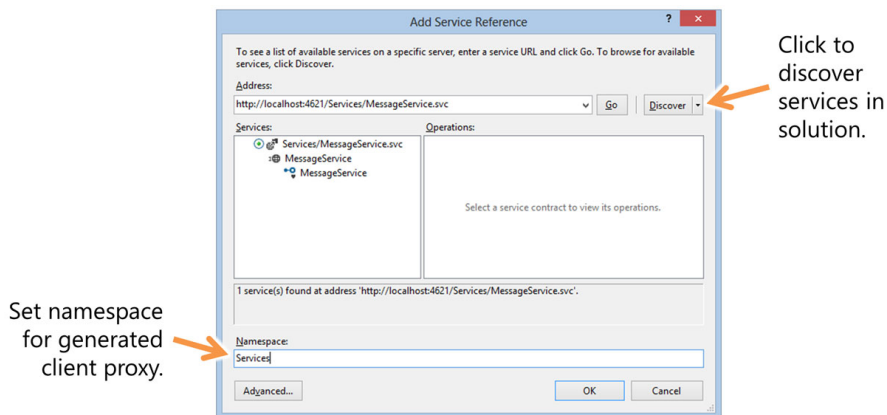 Add Service Reference
?
To see a list of available services on a specific server, enter a service URL and click Go. To browse for available
services, click Discover.
Address:
http://localhost:4621/Services/MessageService.svc
Go
Discover
Services:
Operations:
Services/MessageService.svc
MessageService
MessageService
Select a service contract to view its operations.
1 service(s) found at address 'http://localhost:4621/Services/MessageService.svc'.
Namespace:
Services
Advanced...
OK
Cancel
Click to
discover
services in
solution.
Set namespace
for generated
client proxy.